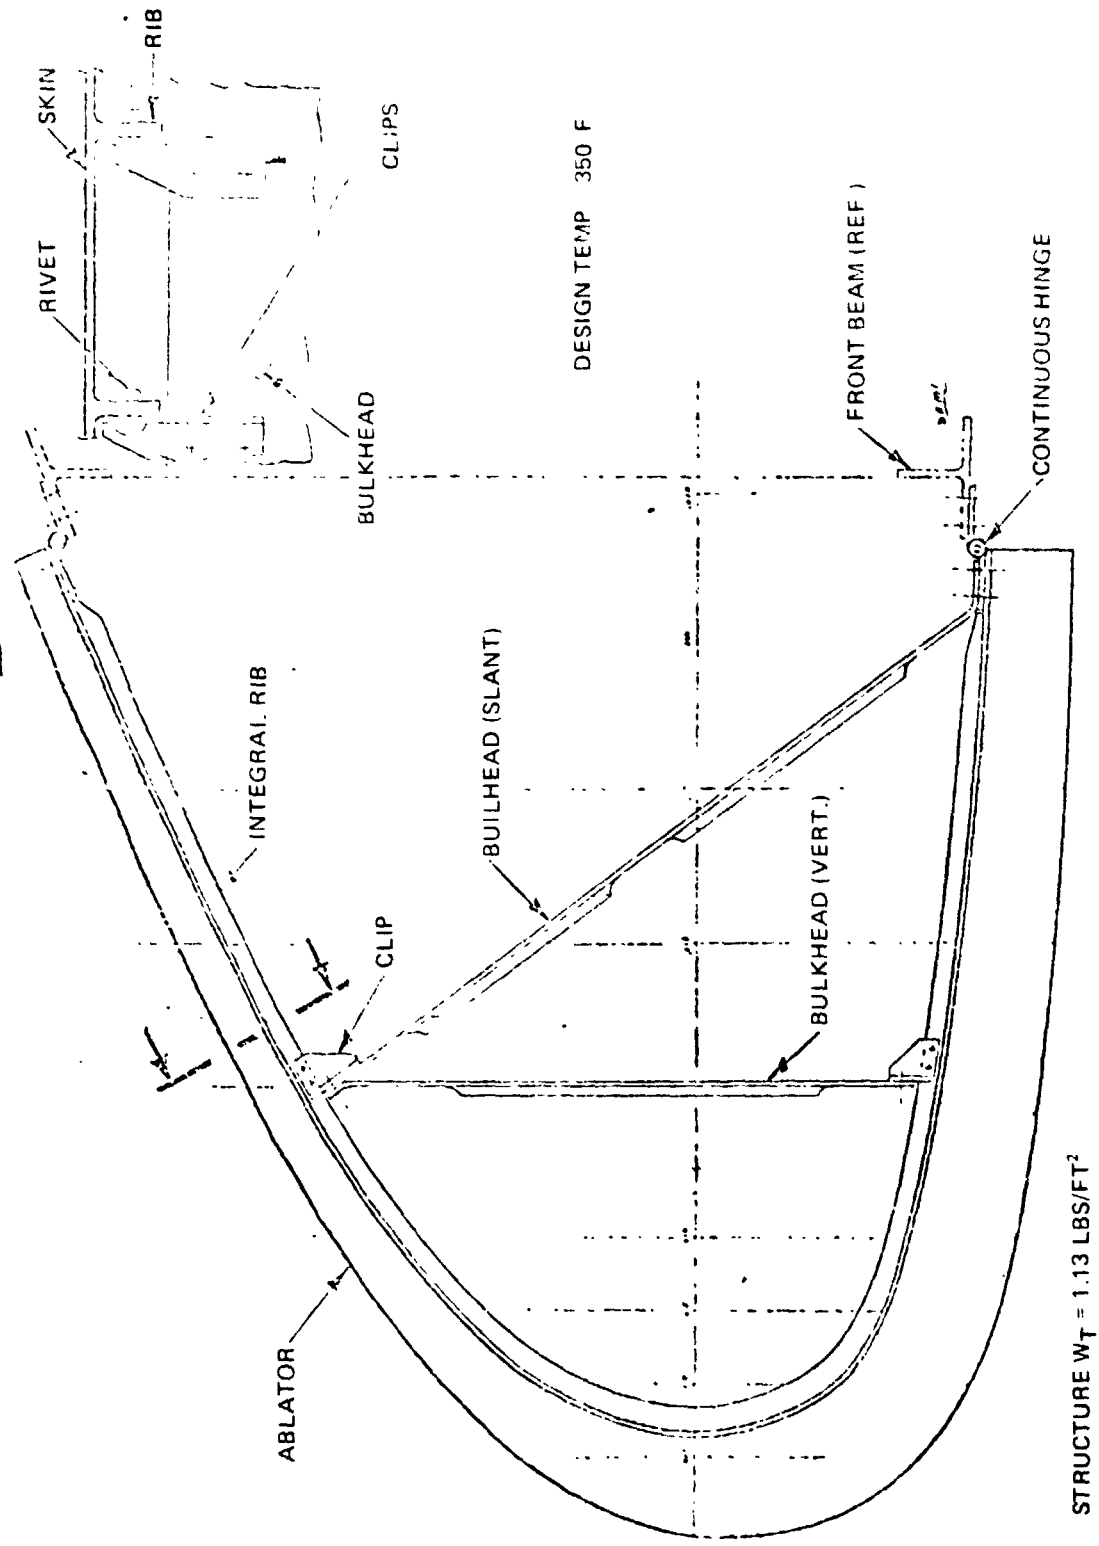 SKIN
RIB
RIVET
CLIPS
BULKHEAD
DESIGN TEMP 350 F
FRONT BEAM (REF)
CONTINUOUS HINGE
INTEGRAL RIB
BUILHEAD (SLANT)
CLIP
BULKHEAD (VERT.)
ABLATOR
STRUCTURE WT = 1.13 LBS/FT²